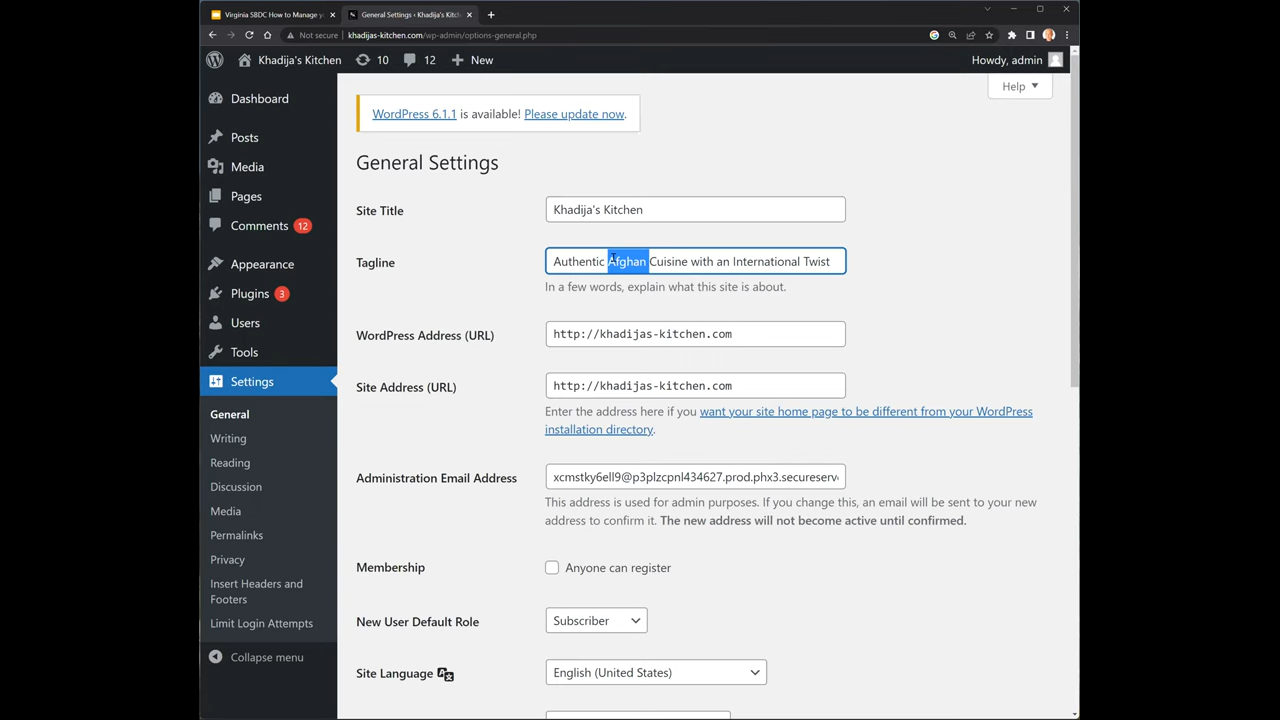 Virginia SBDC How to Manage y
General Settings ‹ Khadija's Kitch
Not secure
khadijas-kitchen.com/wp-admin/options-general.php
Khadija's Kitchen
10
12
New
Howdy, admin
Help
Dashboard
Posts
Media
Pages
Comments 12
Appearance
Plugins 3
Users
Tools
Settings
General
Writing
Reading
Discussion
Media
Permalinks
Privacy
Insert Headers and
Footers
Limit Login Attempts
Collapse menu
WordPress 6.1.1 is available! Please update now.
General Settings
Site Title
Khadija's Kitchen
Tagline
Authentic Afghan Cuisine with an International Twist
In a few words, explain what this site is about.
WordPress Address (URL)
http://khadijas-kitchen.com
Site Address (URL)
http://khadijas-kitchen.com
Enter the address here if you want your site home page to be different from your WordPress
installation directory.
Administration Email Address
xcmstky6ell9@p3plzcpnl434627.prod.phx3.secureserv
This address is used for admin purposes. If you change this, an email will be sent to your new
address to confirm it. The new address will not become active until confirmed.
Membership
Anyone can register
New User Default Role
Subscriber
Site Language
English (United States)